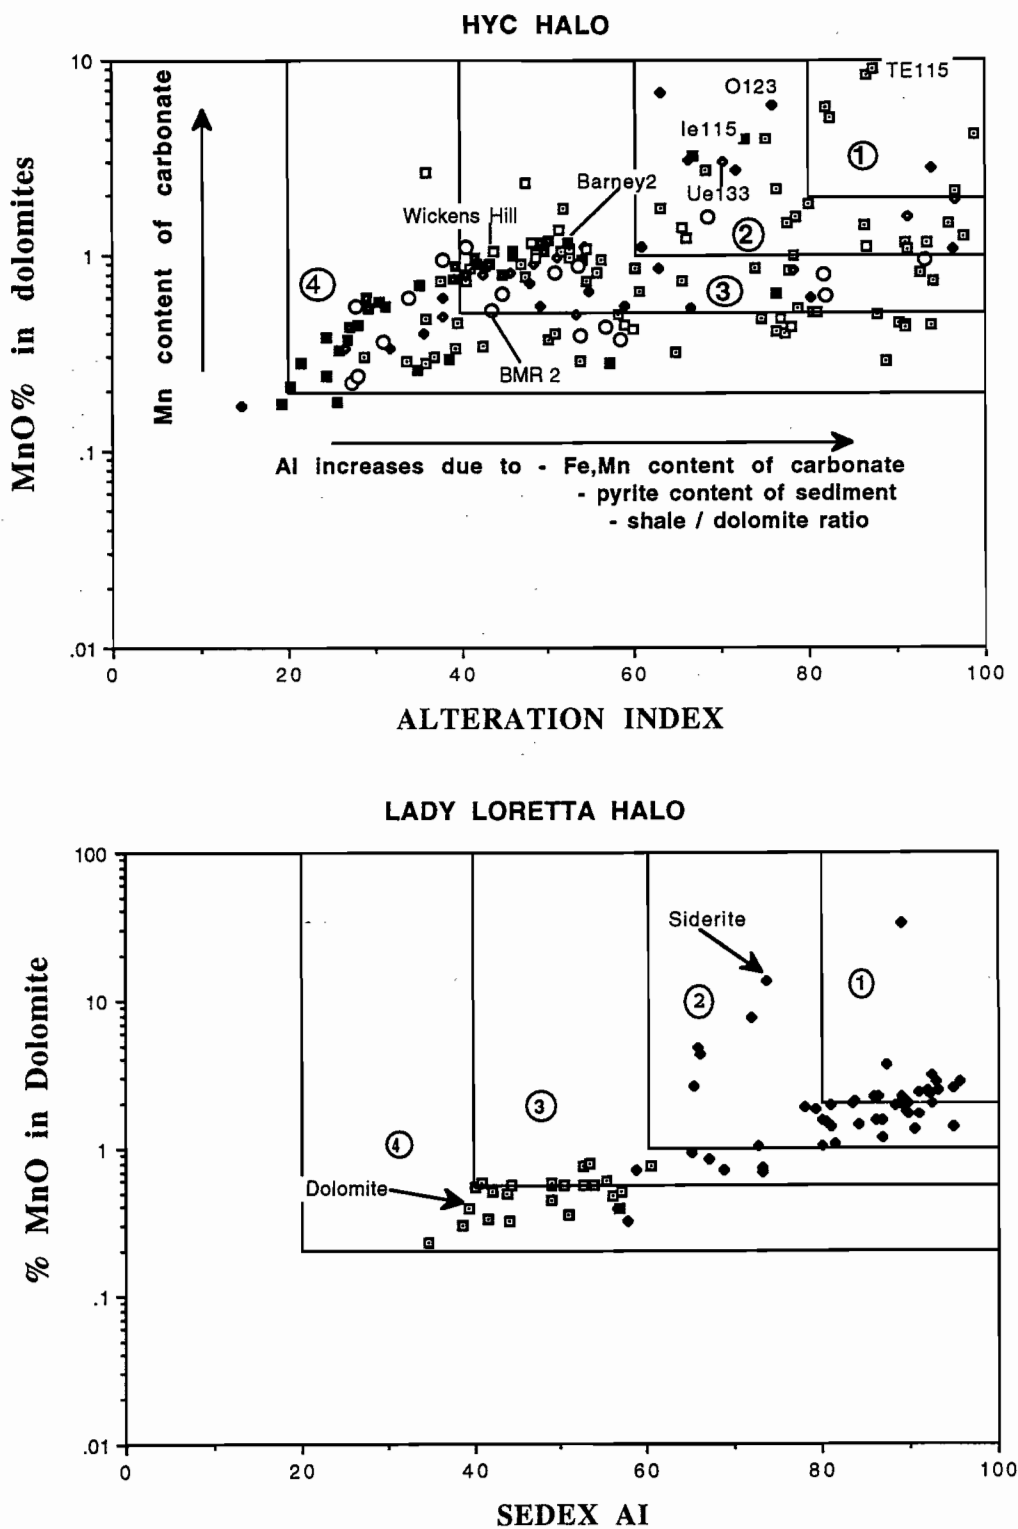 HYC HALO
MnO% in dolomites
Mn content of carbonate
10
1
.1
.01
TE115
O123
Ie115
Ue133
Barney2
Wickens Hill
BMR 2
1
2
3
4
AI increases due to - Fe,Mn content of carbonate
- pyrite content of sediment
- shale / dolomite ratio
0 20 40 60 80 100
ALTERATION INDEX
LADY LORETTA HALO
% MnO in Dolomite
100
10
1
.1
.01
Siderite
1
2
3
4
Dolomite
0 20 40 60 80 100
SEDEX AI